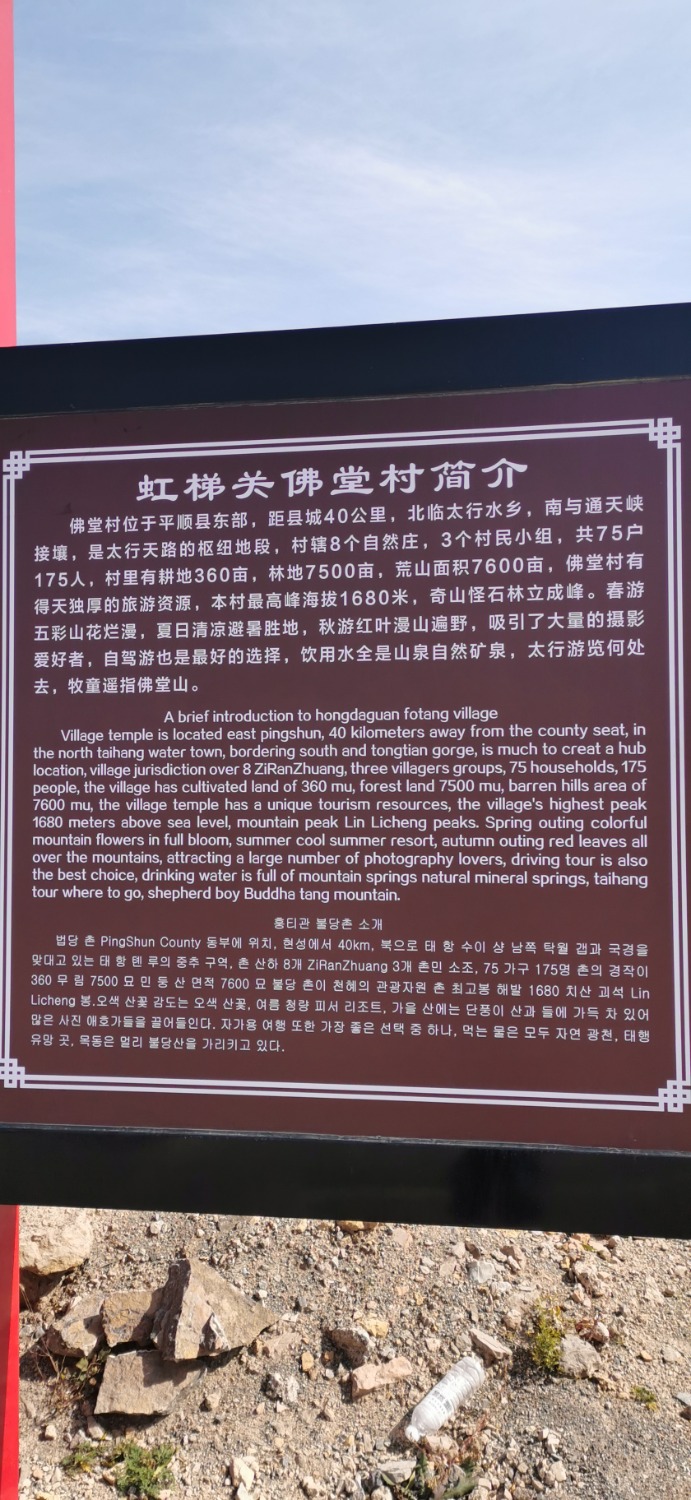 虹梯关佛堂村简介
佛堂村位于平顺县东部，距县城40公里，北临太行水乡，南与通天峡
接壤，是太行天路的枢纽地段，村辖8个自然庄，3个村民小组，共75户
175人，村里有耕地360亩，林地7500亩，荒山面积7600亩，佛堂村有
得天独厚的旅游资源，本村最高峰海拔1680米，奇山怪石林立成峰。春游
五彩山花烂漫，夏日清凉避暑胜地，秋游红叶漫山遍野，吸引了大量的摄影
爱好者，自驾游也是最好的选择，饮用水全是山泉自然矿泉，太行游览何处
去，牧童遥指佛堂山。
A brief introduction to hongdaguan fotang village
Village temple is located east pingshun, 40 kilometers away from the county seat, in
the north taihang water town, bordering south and tongtian gorge, is much to creat a hub
location, village jurisdiction over 8 ZiRanZhuang, three villagers groups, 75 households, 175
people, the village has cultivated land of 360 mu, forest land 7500 mu, barren hills area of
7600 mu, the village temple has a unique tourism resources, the village's highest peak
1680 meters above sea level, mountain peak Lin Licheng peaks. Spring outing colorful
mountain flowers in full bloom, summer cool summer resort, autumn outing red leaves all
over the mountains, attracting a large number of photography lovers, driving tour is also
the best choice, drinking water is full of mountain springs natural mineral springs, taihang
tour where to go, shepherd boy Buddha tang mountain.
홍티관 불당촌 소개
법당 촌 PingShun County 동부에 위치, 현성에서 40km, 북으로 태 항 수이 샹 남쪽 탁월 갭과 국경을
맞대고 있는 태 항 톈 루의 중추 구역, 촌 산하 8개 ZiRanZhuang 3개 촌민 소조, 75 가구 175명 촌의 경작이
360 무 림 7500 묘 민 둥 산 면적 7600 묘 불당 촌이 천혜의 관광자원 촌 최고봉 해발 1680 치산 괴석 Lin
Licheng 봉.오색 산꽃 감도는 오색 산꽃, 여름 청량 피서 리조트, 가을 산에는 단풍이 산과 들에 가득 차 있어
많은 사진 애호가들을 끌어들인다. 자가용 여행 또한 가장 좋은 선택 중 하나, 먹는 물은 모두 자연 광천, 태행
유망 곳, 목동은 멀리 불당산을 가리키고 있다.